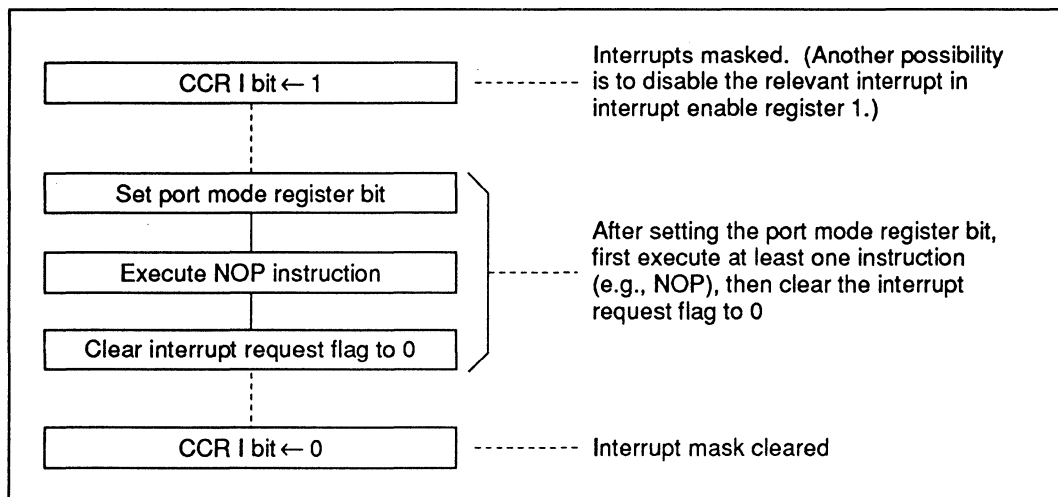 CCR I bit ← 1
Interrupts masked. (Another possibility
is to disable the relevant interrupt in
interrupt enable register 1.)
Set port mode register bit
Execute NOP instruction
Clear interrupt request flag to 0
After setting the port mode register bit,
first execute at least one instruction
(e.g., NOP), then clear the interrupt
request flag to 0
CCR I bit ← 0
Interrupt mask cleared